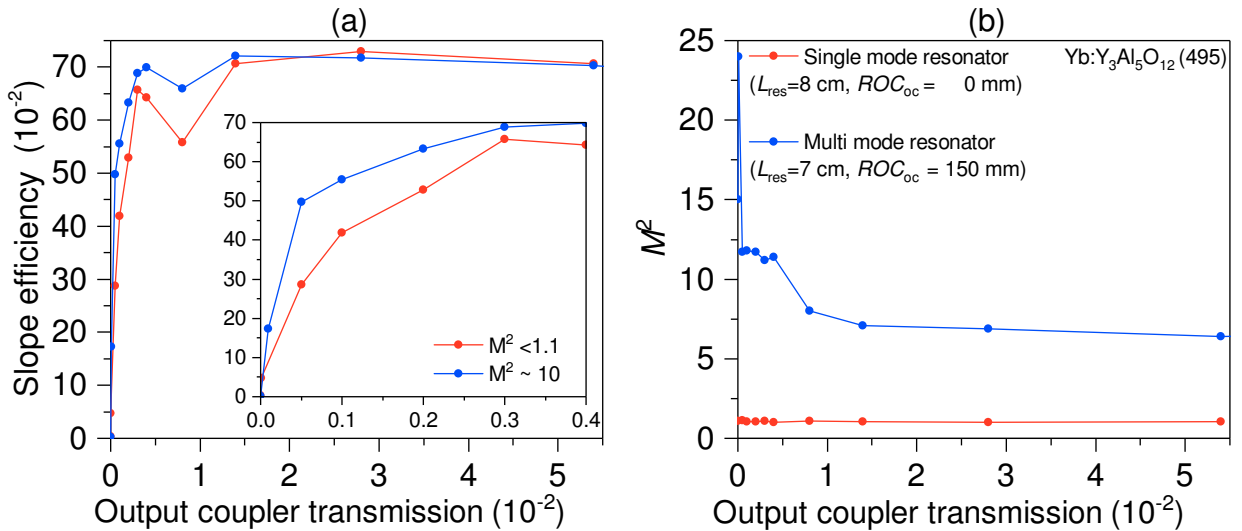 (a)
Slope efficiency (10⁻²)
70
60
50
40
30
20
10
0
0 1 2 3 4 5
Output coupler transmission (10⁻²)
70
60
50
40
30
20
10
0
0.0 0.1 0.2 0.3 0.4
M² <1.1
M² ~ 10
(b)
M²
25
20
15
10
5
0
0 1 2 3 4 5
Output coupler transmission (10⁻²)
Single mode resonator Yb:Y₃Al₅O₁₂ (495)
(L_res=8 cm, ROC_oc = 0 mm)
Multi mode resonator
(L_res=7 cm, ROC_oc = 150 mm)